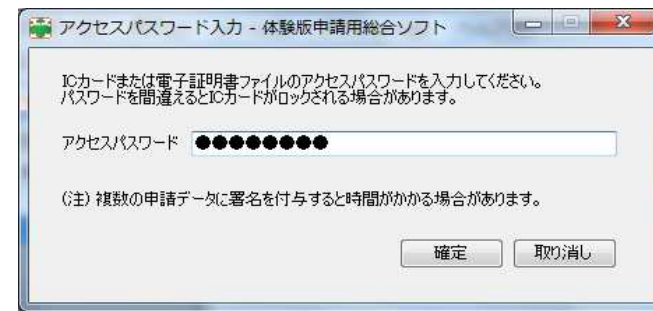 アクセスパスワード入力 - 体験版申請用総合ソフト
ICカードまたは電子証明書ファイルのアクセスパスワードを入力してください。
パスワードを間違えるとICカードがロックされる場合があります。
アクセスパスワード ●●●●●●●●
(注) 複数の申請データに署名を付与すると時間がかかる場合があります。
確定 取り消し